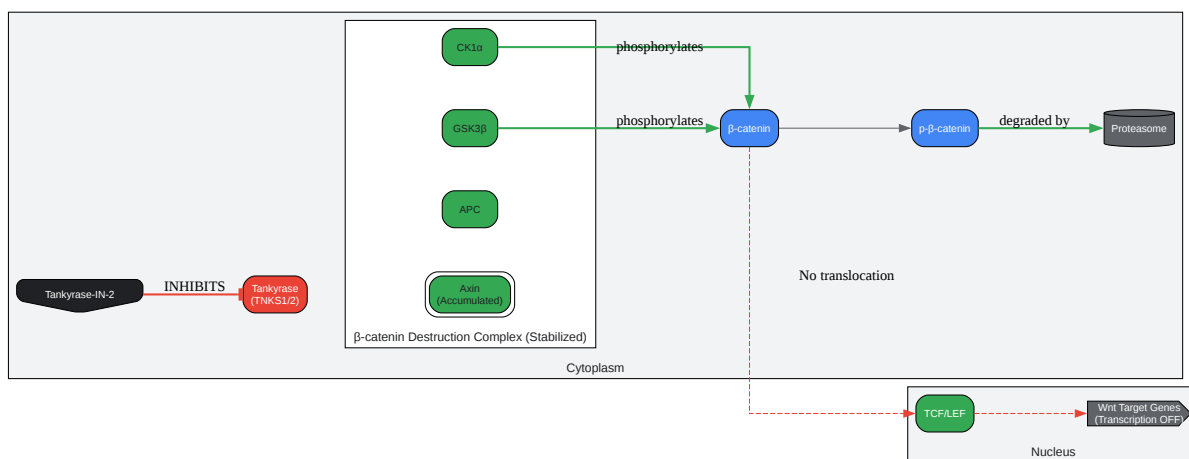 CK1α
phosphorylates
GSK3β
phosphorylates
β-catenin
p-β-catenin
degraded by
Proteasome
APC
Tankyrase-IN-2
INHIBITS
Tankyrase
(TNKS1/2)
Axin
(Accumulated)
No translocation
β-catenin Destruction Complex (Stabilized)
Cytoplasm
TCF/LEF
Wnt Target Genes
(Transcription OFF)
Nucleus